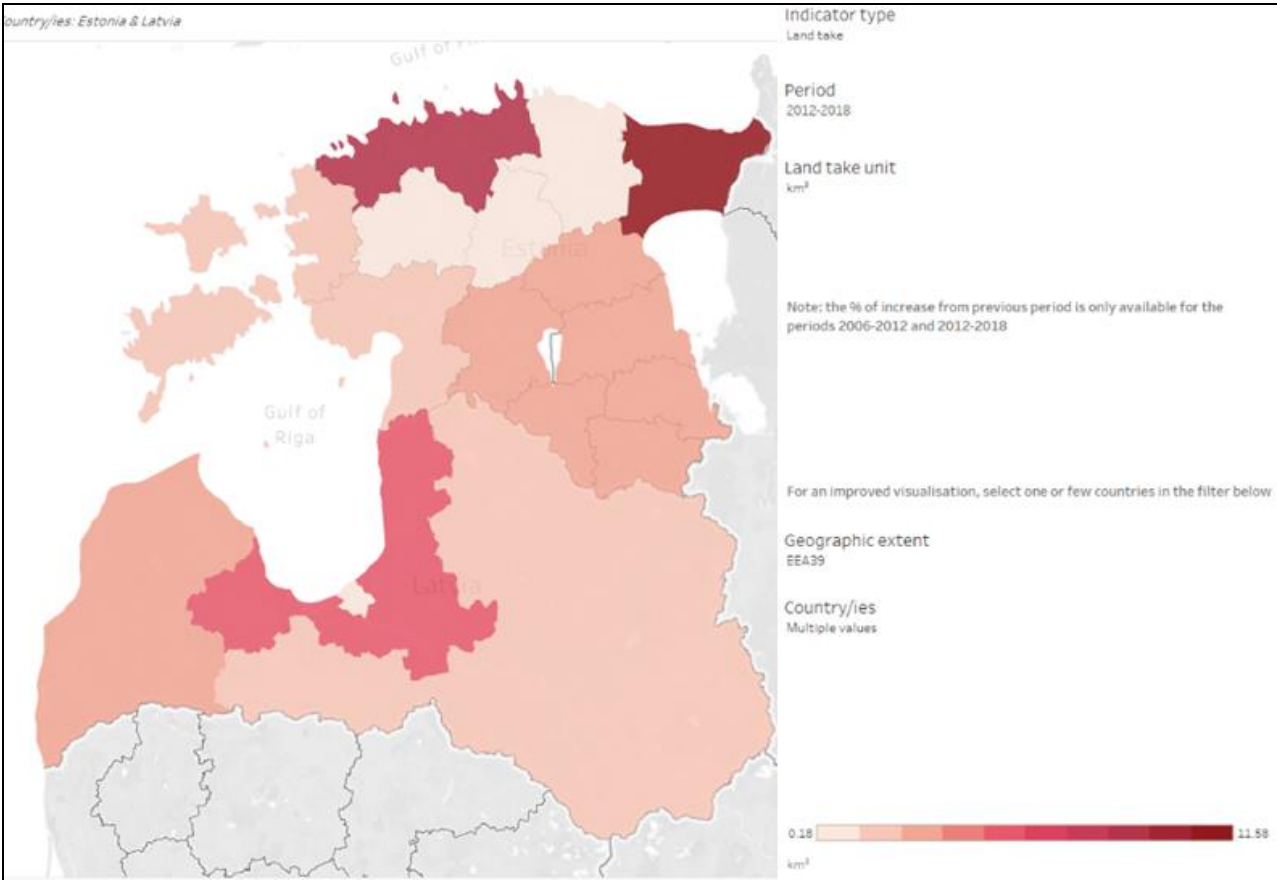 ountry/ies: Estonia & Latvia
Gulf of
Estonia
Gulf of
Riga
Latvia
Indicator type
Land take
Period
2012-2018
Land take unit
km²
Note: the % of increase from previous period is only available for the
periods 2006-2012 and 2012-2018
For an improved visualisation, select one or few countries in the filter below
Geographic extent
EEA39
Country/ies
Multiple values
0.18
11.58
km²